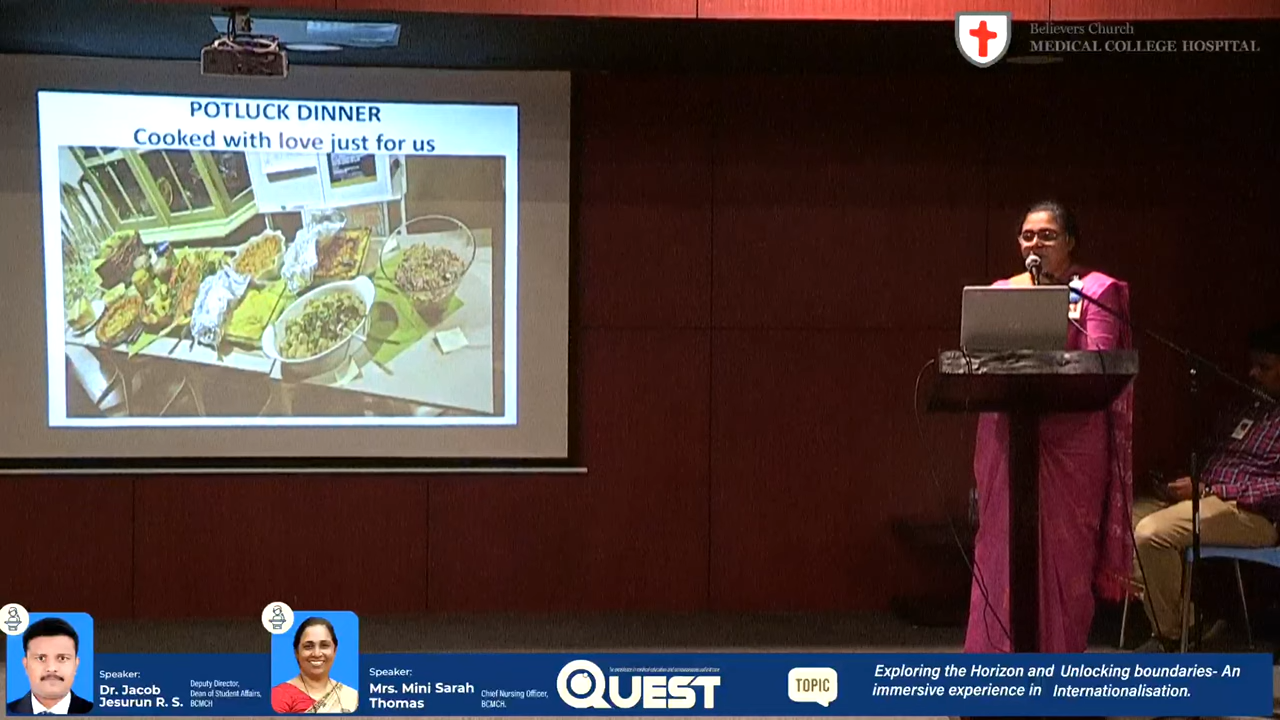 Believers Church
MEDICAL COLLEGE HOSPITAL
POTLUCK DINNER
Cooked with love just for us
Speaker:
Dr. Jacob
Jesurun R. S.
Deputy Director,
Dean of Student Affairs,
BCMCH
Speaker:
Mrs. Mini Sarah
Thomas
Chief Nursing Officer,
BCMCH.
QUEST
TOPIC
Exploring the Horizon and Unlocking boundaries- An
immersive experience in Internationalisation.